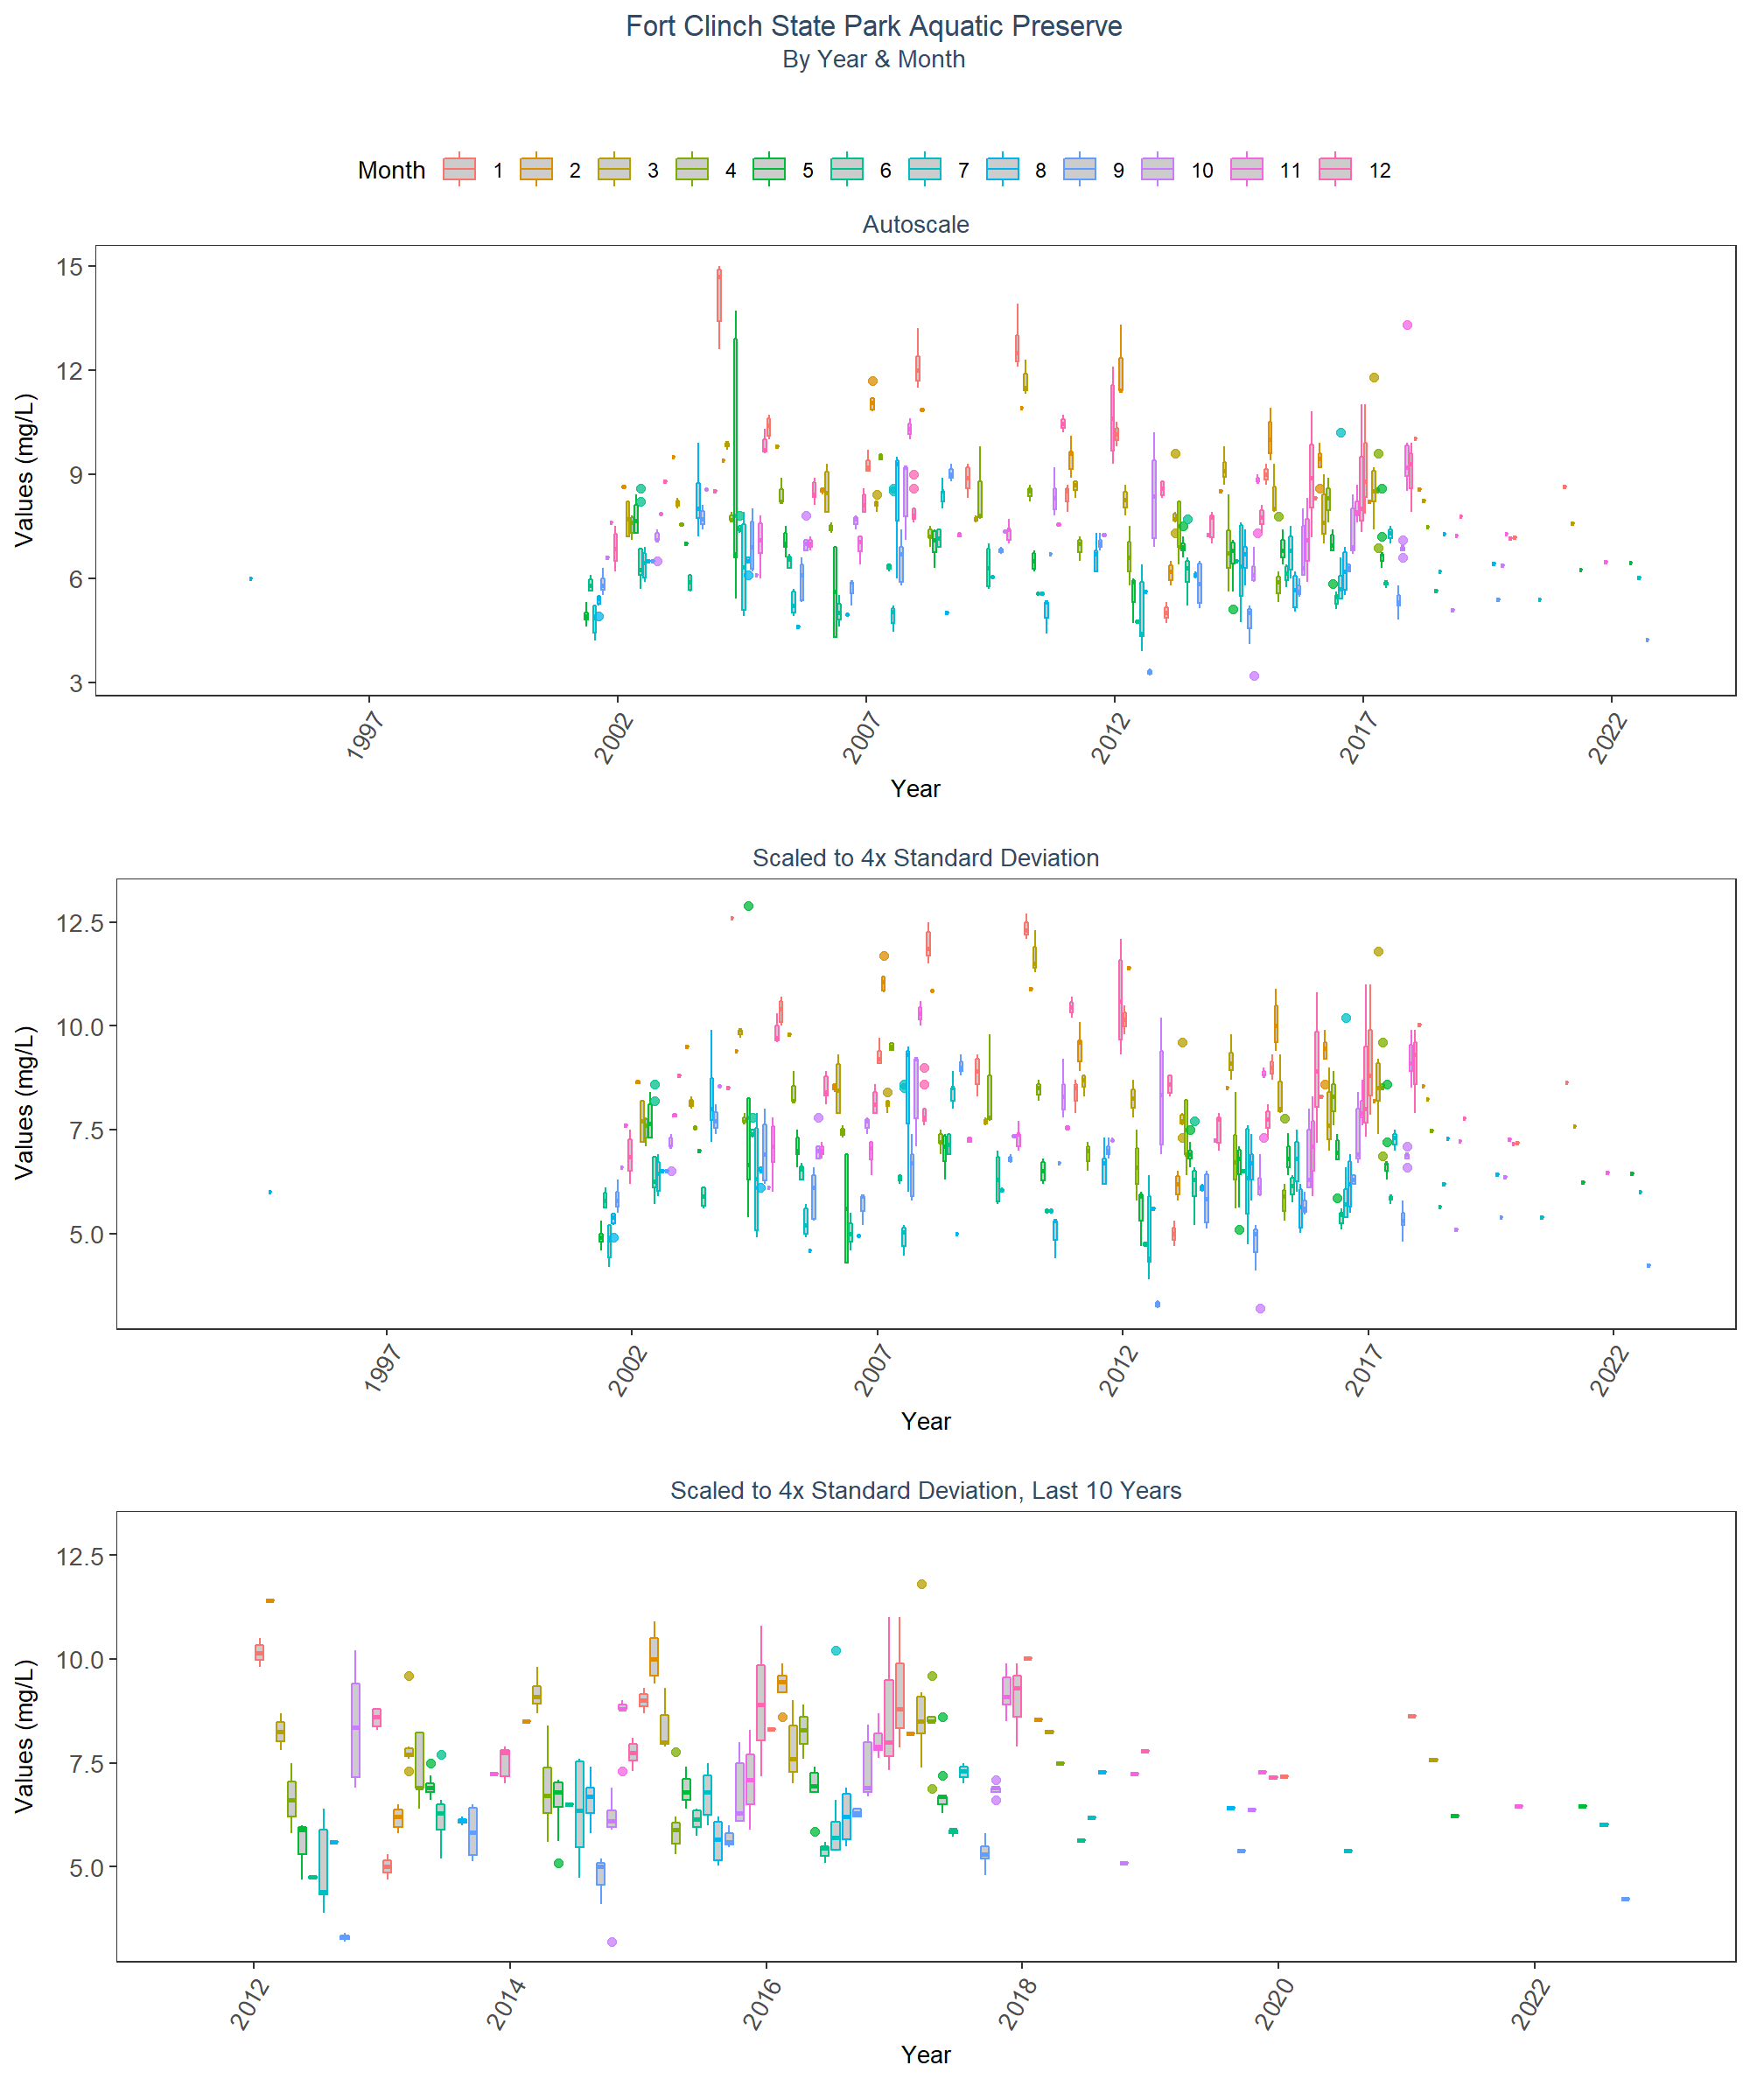 Fort Clinch State Park Aquatic Preserve
By Year & Month
Month 1 2 3 4 5 6 7 8 9 10 11 12
Autoscale
Values (mg/L)
15
12
9
6
3
1997 2002 2007 2012 2017 2022
Year
Scaled to 4x Standard Deviation
Values (mg/L)
12.5
10.0
7.5
5.0
1997 2002 2007 2012 2017 2022
Year
Scaled to 4x Standard Deviation, Last 10 Years
Values (mg/L)
12.5
10.0
7.5
5.0
2012 2014 2016 2018 2020 2022
Year